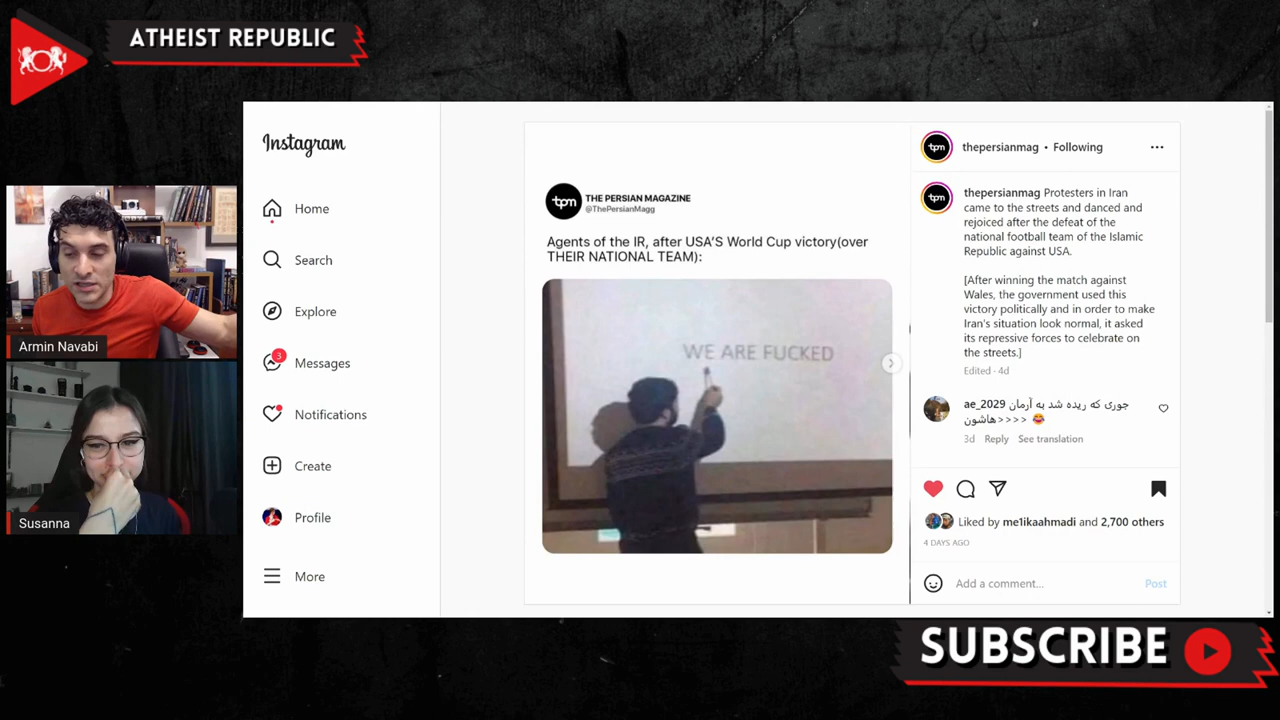 ATHEIST REPUBLIC
Instagram
Home
Search
Explore
3
Messages
Notifications
Create
Profile
More
tpm
THE PERSIAN MAGAZINE
@ThePersianMagg
Agents of the IR, after USA'S World Cup victory(over
THEIR NATIONAL TEAM):
WE ARE FUCKED
tpm
thepersianmag • Following
tpm
thepersianmag Protesters in Iran
came to the streets and danced and
rejoiced after the defeat of the
national football team of the Islamic
Republic against USA.
[After winning the match against
Wales, the government used this
victory politically and in order to make
Iran's situation look normal, it asked
its repressive forces to celebrate on
the streets.]
Edited · 4d
ae_2029 جوری که ریده شد به آرمان
هاشون>>>> 😂
3d Reply See translation
Liked by me1ikaahmadi and 2,700 others
4 DAYS AGO
Add a comment... Post
Armin Navabi
Susanna
SUBSCRIBE